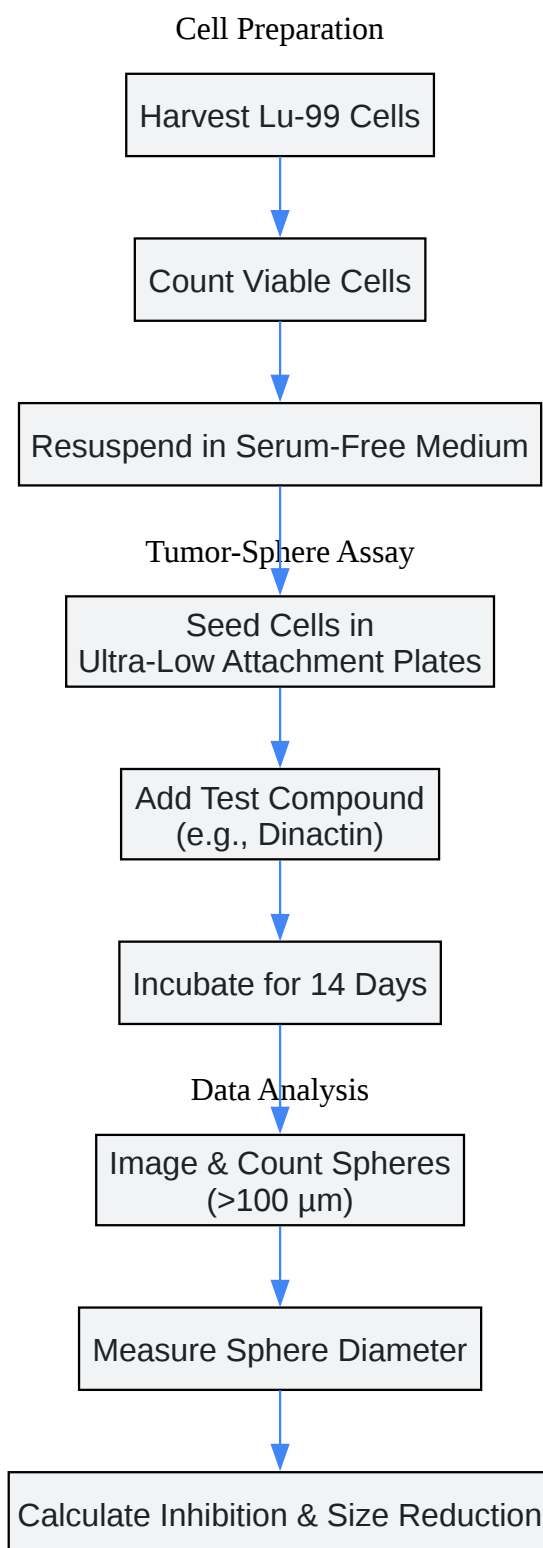 Cell Preparation
Harvest Lu-99 Cells
Count Viable Cells
Resuspend in Serum-Free Medium
Tumor-Sphere Assay
Seed Cells in
Ultra-Low Attachment Plates
Add Test Compound
(e.g., Dinactin)
Incubate for 14 Days
Data Analysis
Image & Count Spheres
(>100 µm)
Measure Sphere Diameter
Calculate Inhibition & Size Reduction